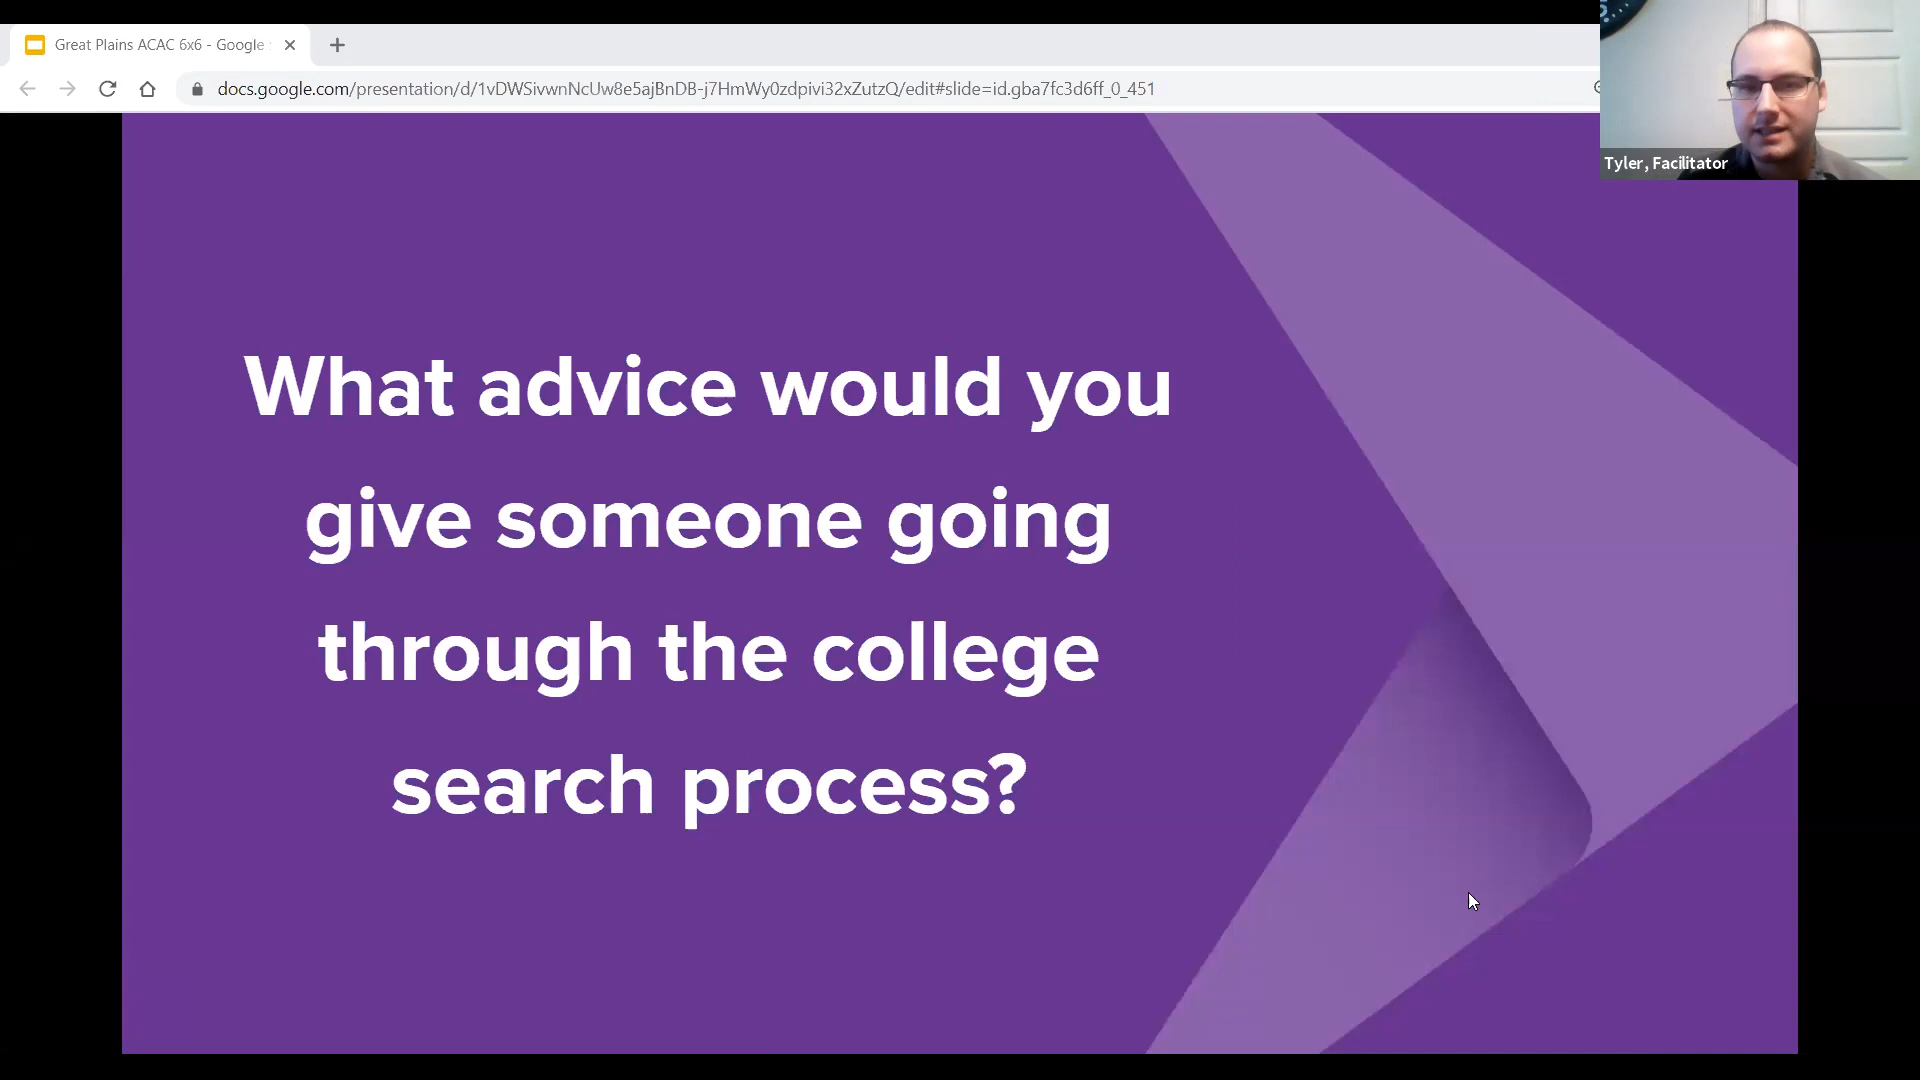 Great Plains ACAC 6x6 - Google
docs.google.com/presentation/d/1vDWSivwnNcUw8e5ajBnDB-j7HmWy0zdpivi32xZutzQ/edit#slide=id.gba7fc3d6ff_0_451
Tyler, Facilitator
What advice would you
give someone going
through the college
search process?